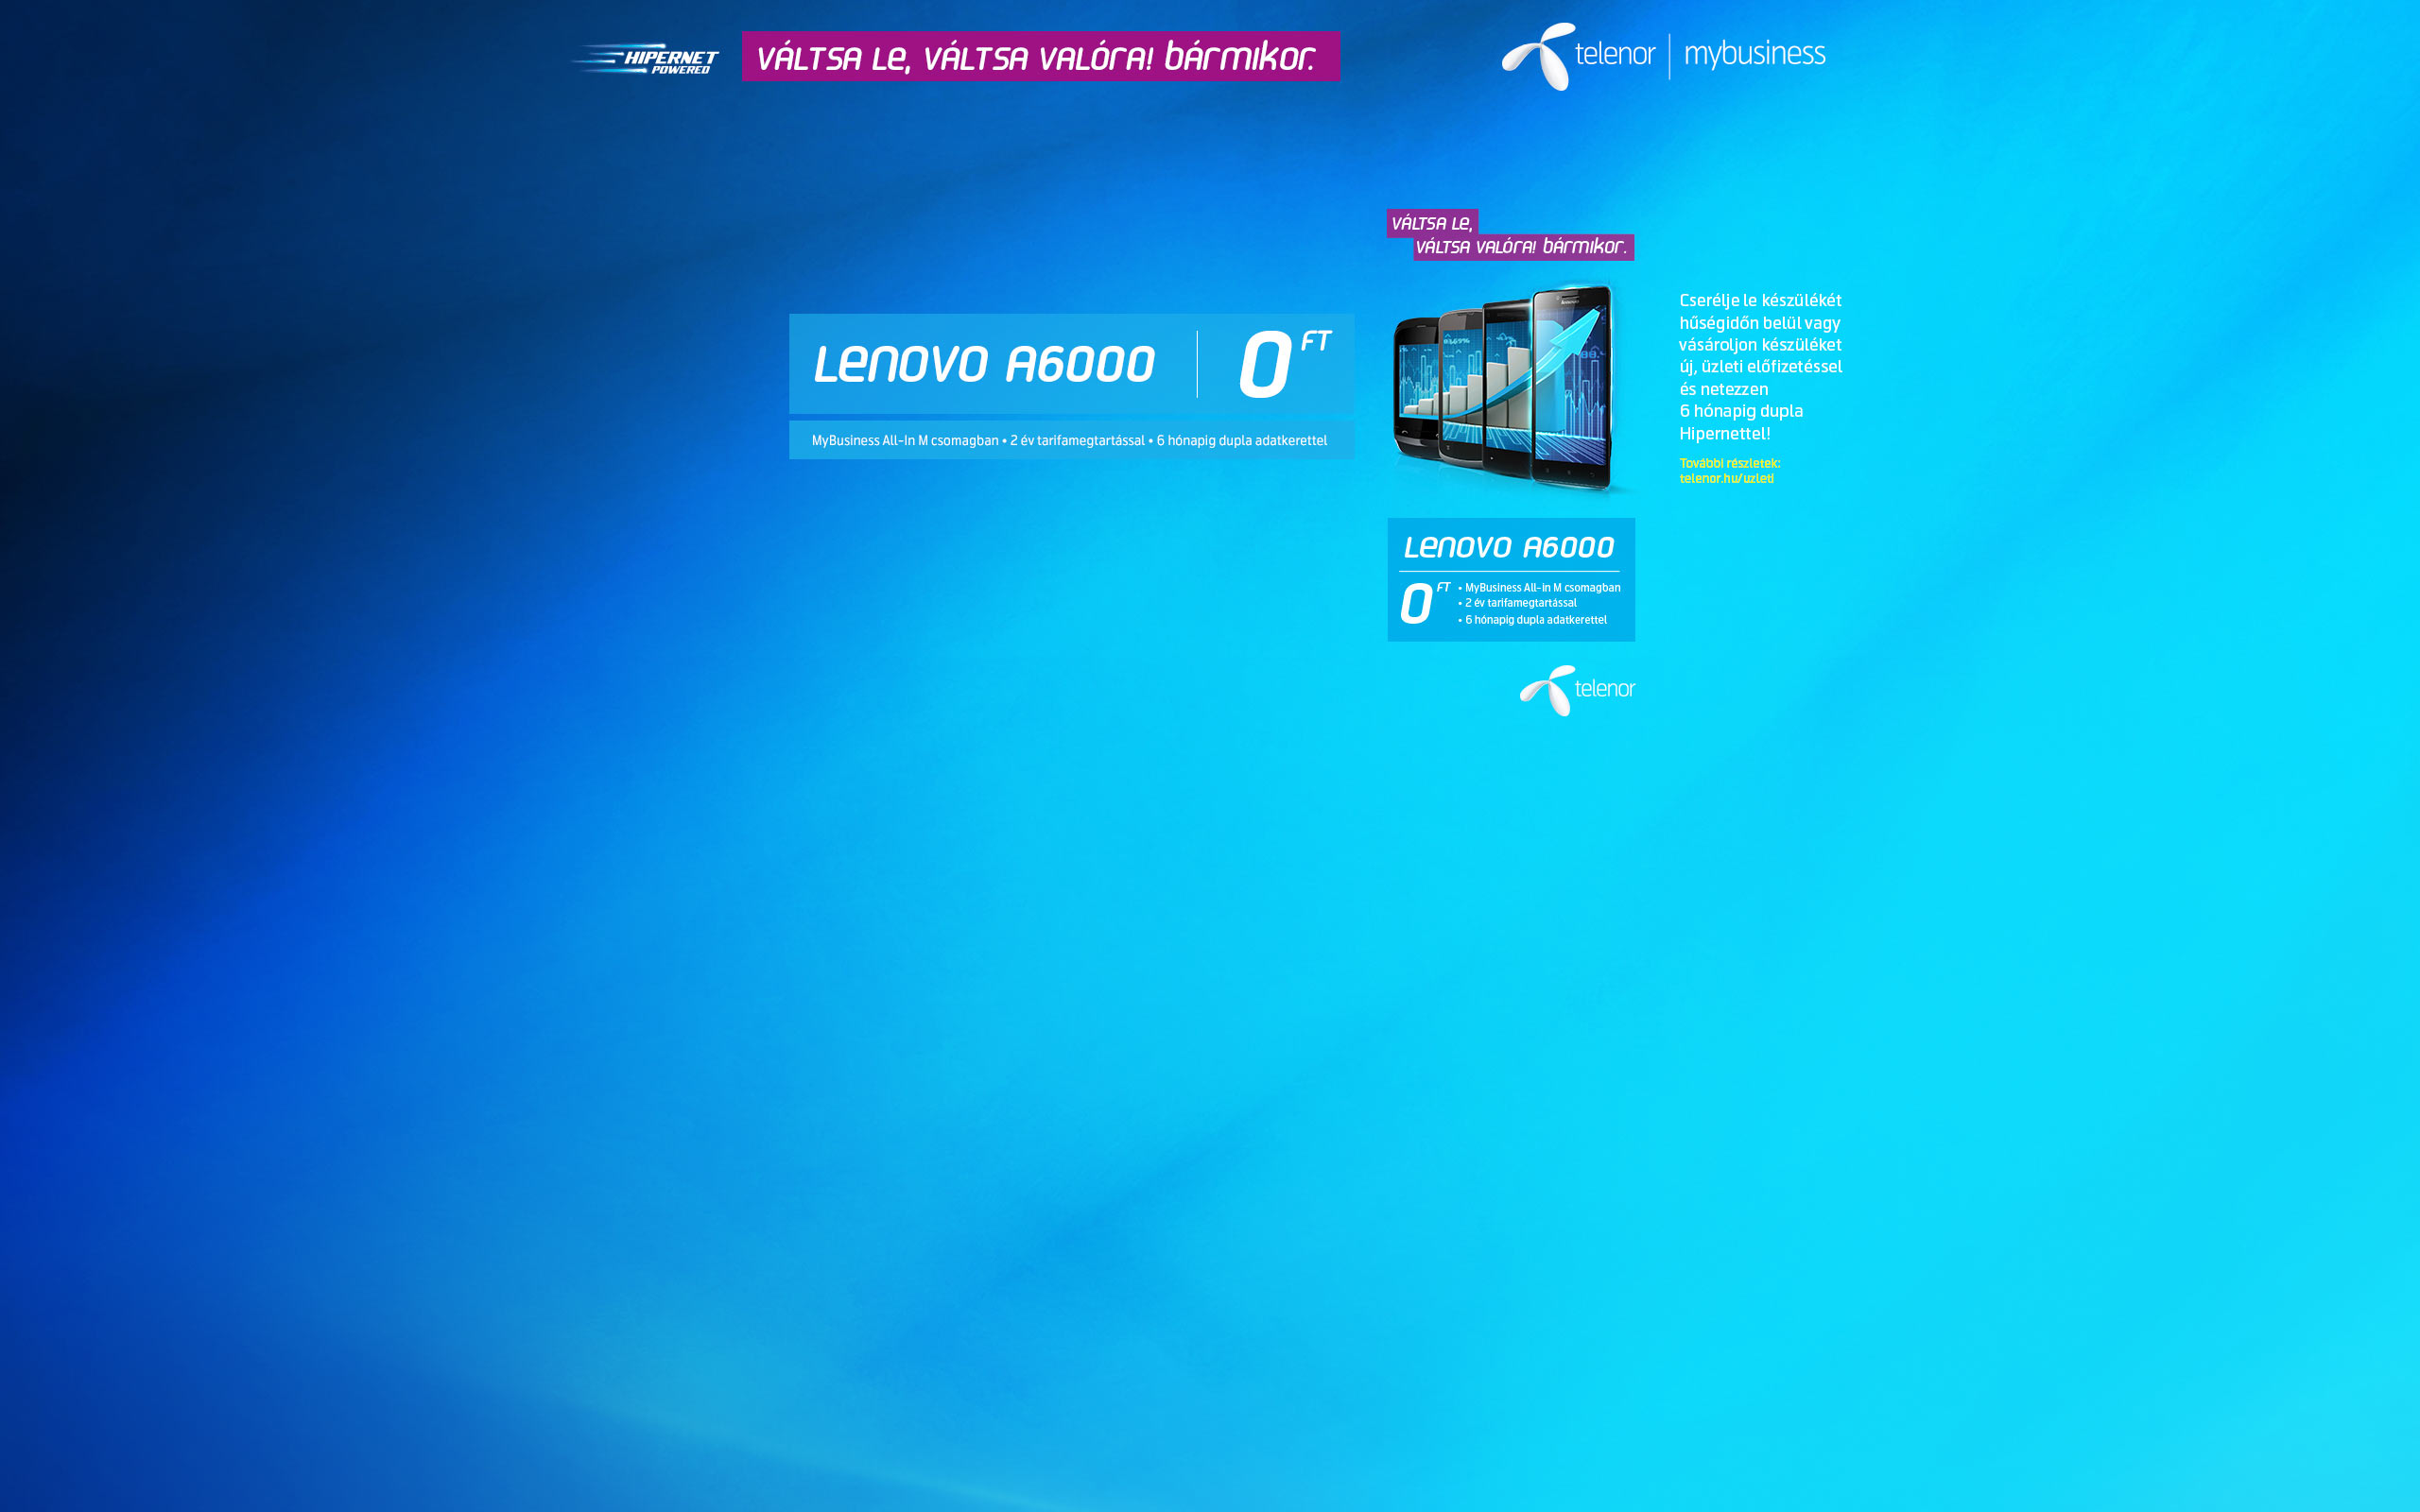 HIPERNET
POWERED
VÁLTSA Le, VÁLTSA VALÓRA! BÁRMIKOR.
telenor | mybusiness
VÁLTSA Le,
VÁLTSA VALÓRA! BÁRMIKOR.
Cserélje le készülékét
hűségidőn belül vagy
vásároljon készüléket
új, üzleti előfizetéssel
és netezzen
6 hónapig dupla
Hipernettel!
További részletek:
telenor.hu/uzleti
LENOVO A6000
0 FT
MyBusiness All-In M csomagban • 2 év tarifamegtartással • 6 hónapig dupla adatkerettel
LENOVO A6000
0 FT
• MyBusiness All-in M csomagban
• 2 év tarifamegtartással
• 6 hónapig dupla adatkerettel
telenor